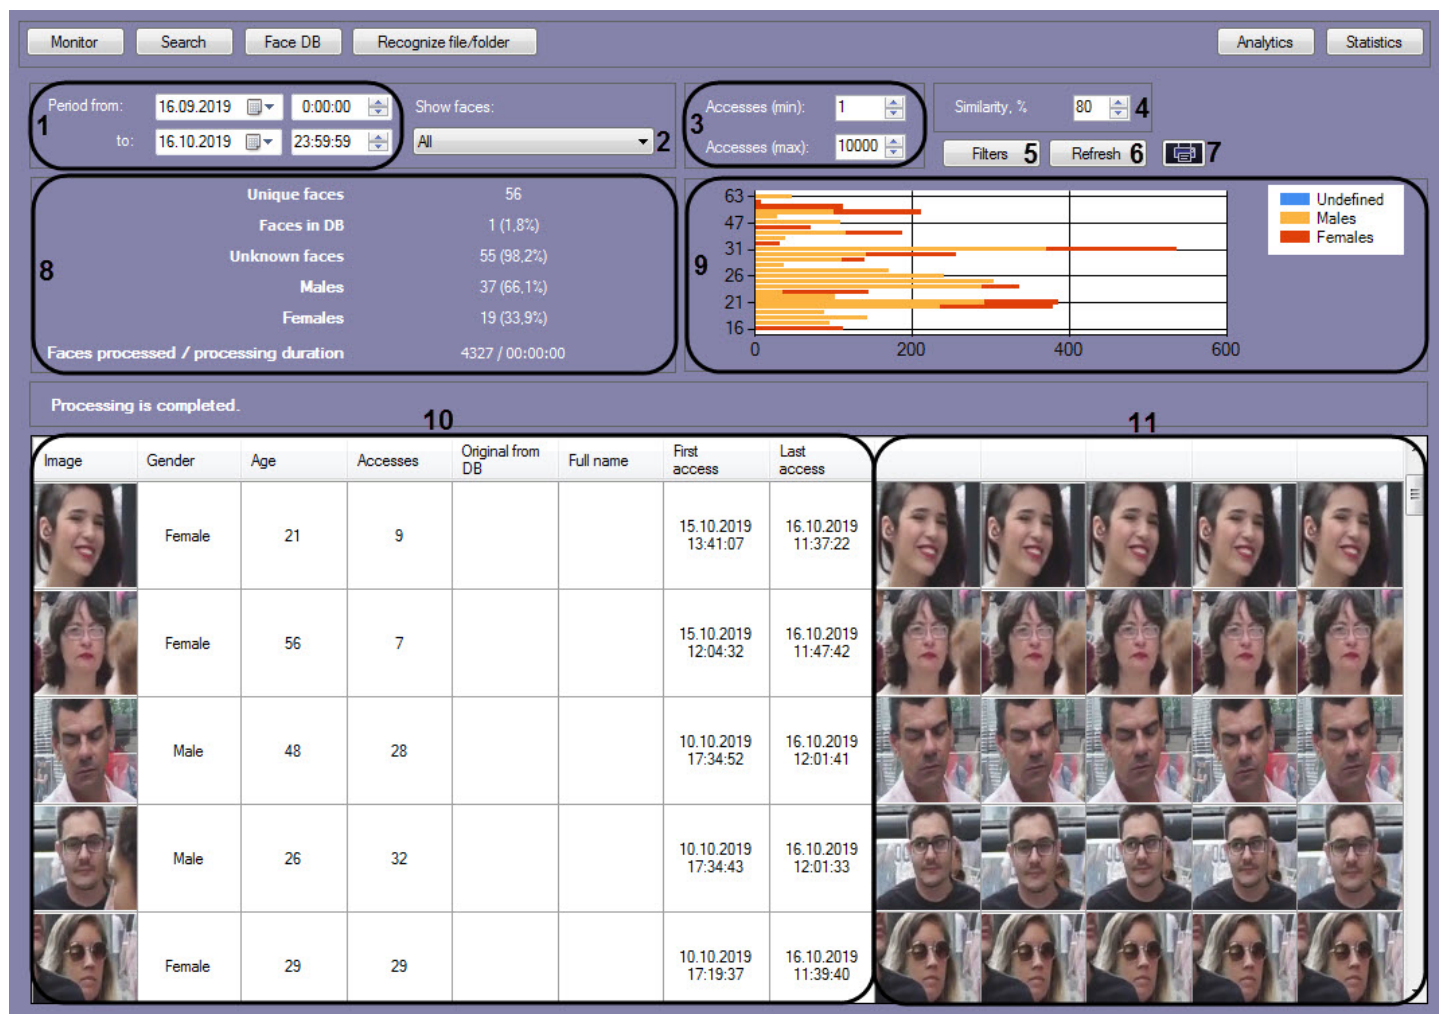 Monitor Search Face DB Recognize file/folder Analytics Statistics
Period from: 16.09.2019 0:00:00 Show faces: Accesses (min): 1 Similarity, % 80 4
1 to: 16.10.2019 23:59:59 All 2 3 Accesses (max): 10000 Filters 5 Refresh 6 7
Unique faces 56
Faces in DB 1 (1,8%)
Unknown faces 55 (98,2%)
8
Males 37 (66,1%)
Females 19 (33,9%)
Faces processed / processing duration 4327 / 00:00:00
9
63
47
31
26
21
16
0 200 400 600
Undefined
Males
Females
Processing is completed.
10 11
Image Gender Age Accesses Original from DB Full name First access Last access
Female 21 9 15.10.2019 13:41:07 16.10.2019 11:37:22
Female 56 7 15.10.2019 12:04:32 16.10.2019 11:47:42
Male 48 28 10.10.2019 17:34:52 16.10.2019 12:01:41
Male 26 32 10.10.2019 17:34:43 16.10.2019 12:01:33
Female 29 29 10.10.2019 17:19:37 16.10.2019 11:39:40